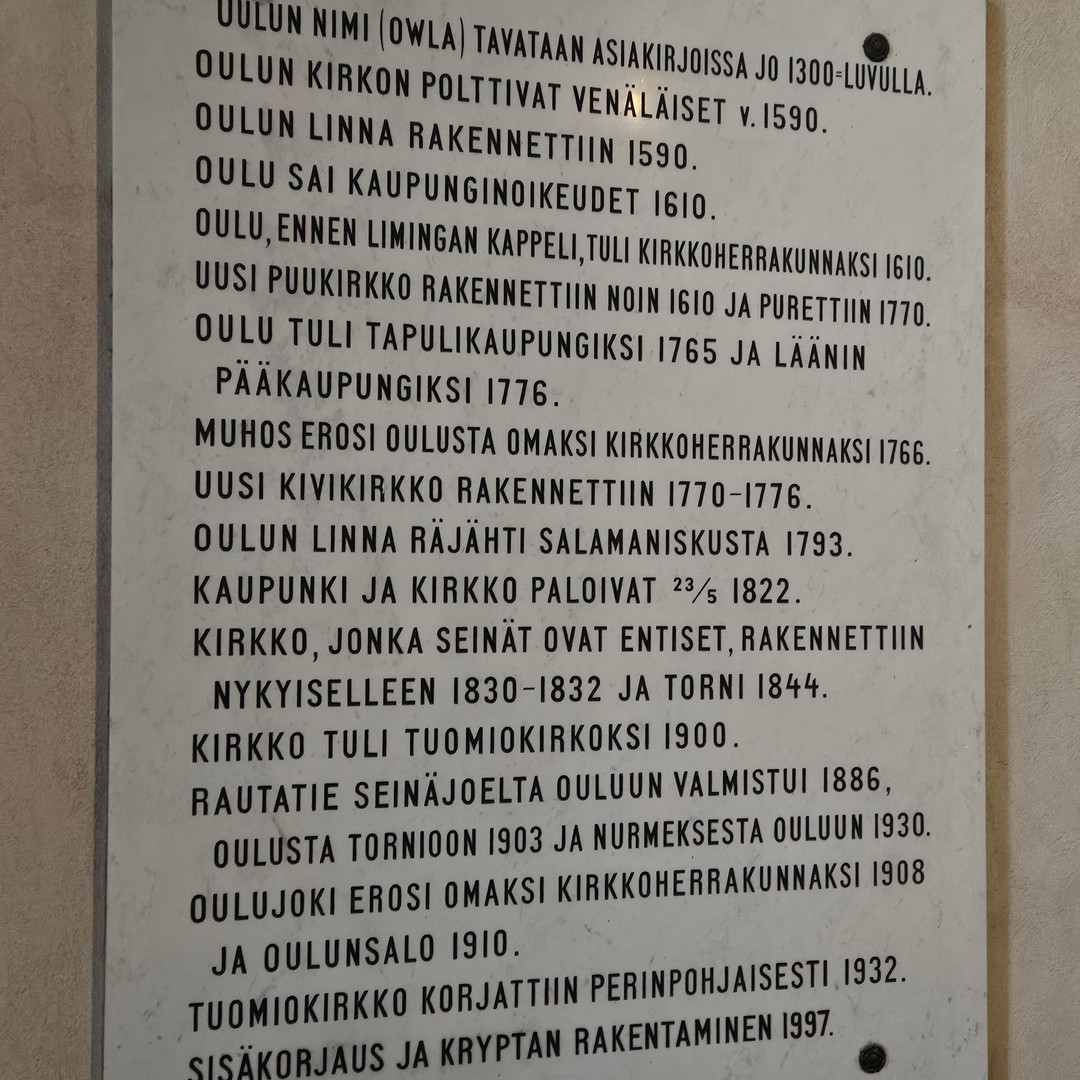 OULUN NIMI (OWLA) TAVATAAN ASIAKIRJOISSA JO 1300=LUVULLA.
OULUN KIRKON POLTTIVAT VENÄLÄISET v. 1590.
OULUN LINNA RAKENNETTIIN 1590.
OULU SAI KAUPUNGINOIKEUDET 1610.
OULU, ENNEN LIMINGAN KAPPELI, TULI KIRKKOHERRAKUNNAKSI 1610.
UUSI PUUKIRKKO RAKENNETTIIN NOIN 1610 JA PURETTIIN 1770.
OULU TULI TAPULIKAUPUNGIKSI 1765 JA LÄÄNIN
PÄÄKAUPUNGIKSI 1776.
MUHOS EROSI OULUSTA OMAKSI KIRKKOHERRAKUNNAKSI 1766.
UUSI KIVIKIRKKO RAKENNETTIIN 1770-1776.
OULUN LINNA RÄJÄHTI SALAMANISKUSTA 1793.
KAUPUNKI JA KIRKKO PALOIVAT 23/5 1822.
KIRKKO, JONKA SEINÄT OVAT ENTISET, RAKENNETTIIN
NYKYISELLEEN 1830-1832 JA TORNI 1844.
KIRKKO TULI TUOMIOKIRKOKSI 1900.
RAUTATIE SEINÄJOELTA OULUUN VALMISTUI 1886,
OULUSTA TORNIOON 1903 JA NURMEKSESTA OULUUN 1930.
OULUJOKI EROSI OMAKSI KIRKKOHERRAKUNNAKSI 1908
JA OULUNSALO 1910.
TUOMIOKIRKKO KORJATTIIN PERINPOHJAISESTI 1932.
SISÄKORJAUS JA KRYPTAN RAKENTAMINEN 1997.